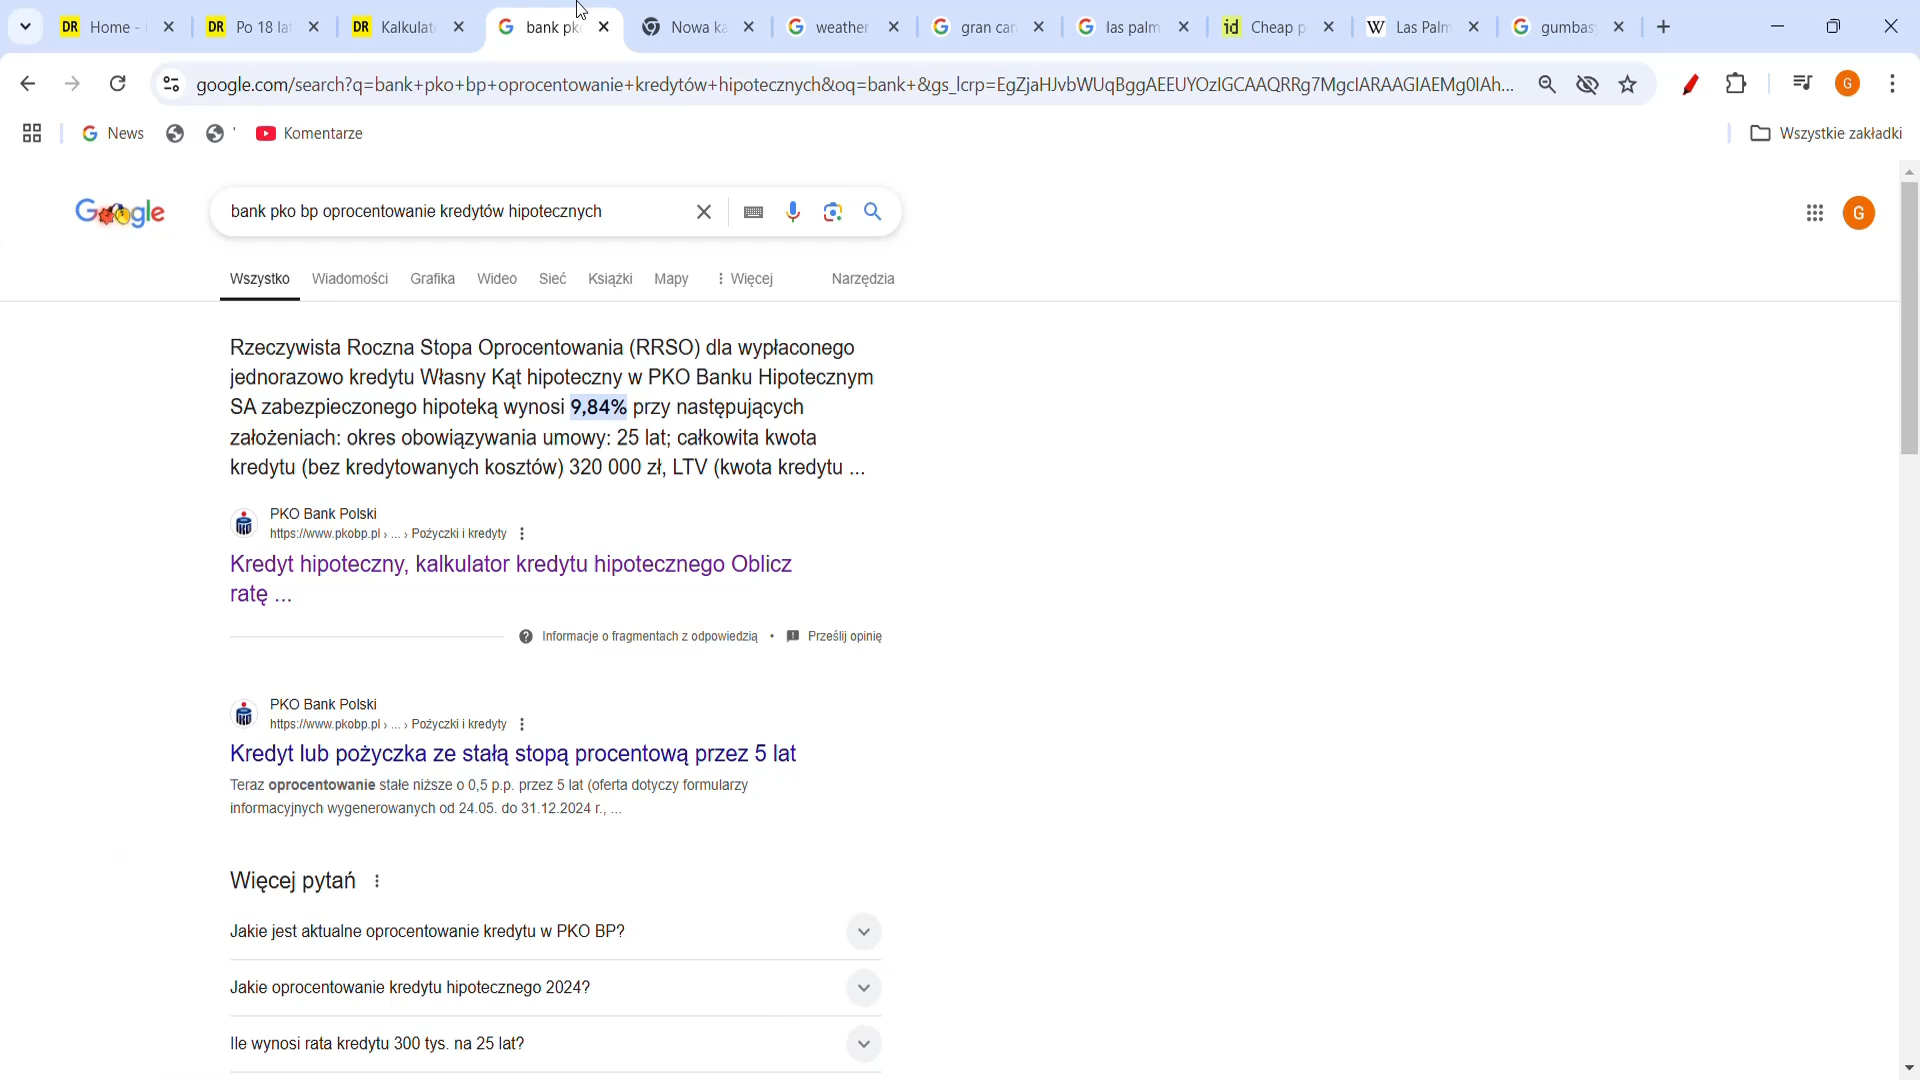 Home -
Po 18 lat
Kalkulato
bank pko
Nowa ka
weather
gran can
las palm
Cheap p
Las Palm
gumbas
google.com/search?q=bank+pko+bp+oprocentowanie+kredytów+hipotecznych&oq=bank+&gs_lcrp=EgZjaHJvbWUqBggAEEUYOzIGCAAQRRg7MgcIARAAGIAEMg0IAh...
G
News
'
Komentarze
Wszystkie zakładki
Google
bank pko bp oprocentowanie kredytów hipotecznych
G
Wszystko Wiadomości Grafika Wideo Sieć Książki Mapy Więcej Narzędzia
Rzeczywista Roczna Stopa Oprocentowania (RRSO) dla wypłaconego
jednorazowo kredytu Własny Kąt hipoteczny w PKO Banku Hipotecznym
SA zabezpieczonego hipoteką wynosi 9,84% przy następujących
założeniach: okres obowiązywania umowy: 25 lat; całkowita kwota
kredytu (bez kredytowanych kosztów) 320 000 zł, LTV (kwota kredytu ...
PKO Bank Polski
https://www.pkobp.pl › ... › Pożyczki i kredyty
Kredyt hipoteczny, kalkulator kredytu hipotecznego Oblicz
ratę ...
Informacje o fragmentach z odpowiedzią • Prześlij opinię
PKO Bank Polski
https://www.pkobp.pl › ... › Pożyczki i kredyty
Kredyt lub pożyczka ze stałą stopą procentową przez 5 lat
Teraz oprocentowanie stałe niższe o 0,5 p.p. przez 5 lat (oferta dotyczy formularzy
informacyjnych wygenerowanych od 24.05. do 31.12.2024 r., ...
Więcej pytań
Jakie jest aktualne oprocentowanie kredytu w PKO BP?
Jakie oprocentowanie kredytu hipotecznego 2024?
Ile wynosi rata kredytu 300 tys. na 25 lat?